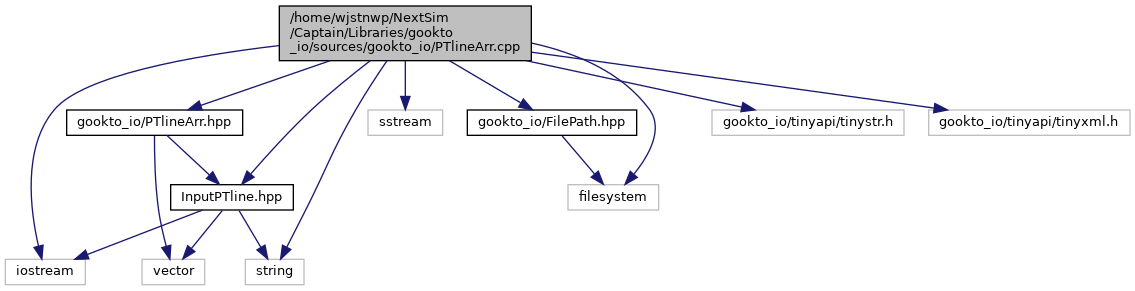 /home/wjstnwp/NextSim
/Captain/Libraries/gookto
_io/sources/gookto_io/PTlineArr.cpp
gookto_io/PTlineArr.hpp
sstream
gookto_io/FilePath.hpp
gookto_io/tinyapi/tinystr.h
gookto_io/tinyapi/tinyxml.h
InputPTline.hpp
filesystem
iostream
vector
string